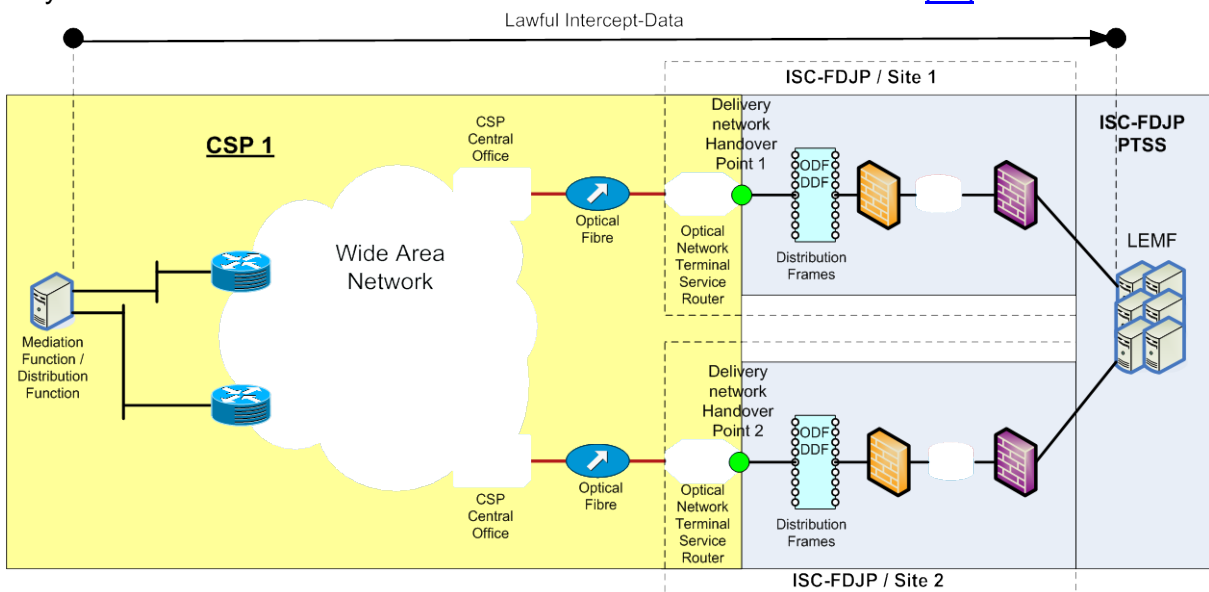 Lawful Intercept-Data
ISC-FDJP / Site 1
CSP 1
CSP
Central
Office
Delivery
network
Handover
Point 1
ISC-FDJP
PTSS
ODF
DDF
Optical
Fibre
Optical
Network
Terminal
Service
Router
Distribution
Frames
LEMF
Wide Area
Network
Mediation
Function /
Distribution
Function
Delivery
network
Handover
Point 2
ODF
DDF
CSP
Central
Office
Optical
Fibre
Optical
Network
Terminal
Service
Router
Distribution
Frames
ISC-FDJP / Site 2